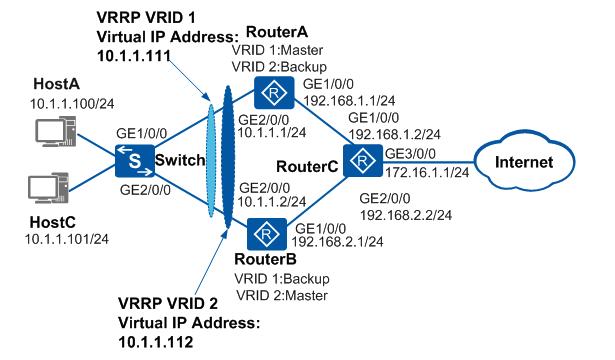 VRRP VRID 1
Virtual IP Address:
10.1.1.111
RouterA
VRID 1:Master
VRID 2:Backup
HostA
10.1.1.100/24
R
GE1/0/0
192.168.1.1/24
GE2/0/0
10.1.1.1/24
GE1/0/0
192.168.1.2/24
GE1/0/0
S
Switch
GE2/0/0
RouterC
R
GE3/0/0
172.16.1.1/24
Internet
HostC
10.1.1.101/24
GE2/0/0
10.1.1.2/24
GE2/0/0
192.168.2.2/24
R
GE1/0/0
192.168.2.1/24
RouterB
VRID 1:Backup
VRID 2:Master
VRRP VRID 2
Virtual IP Address:
10.1.1.112